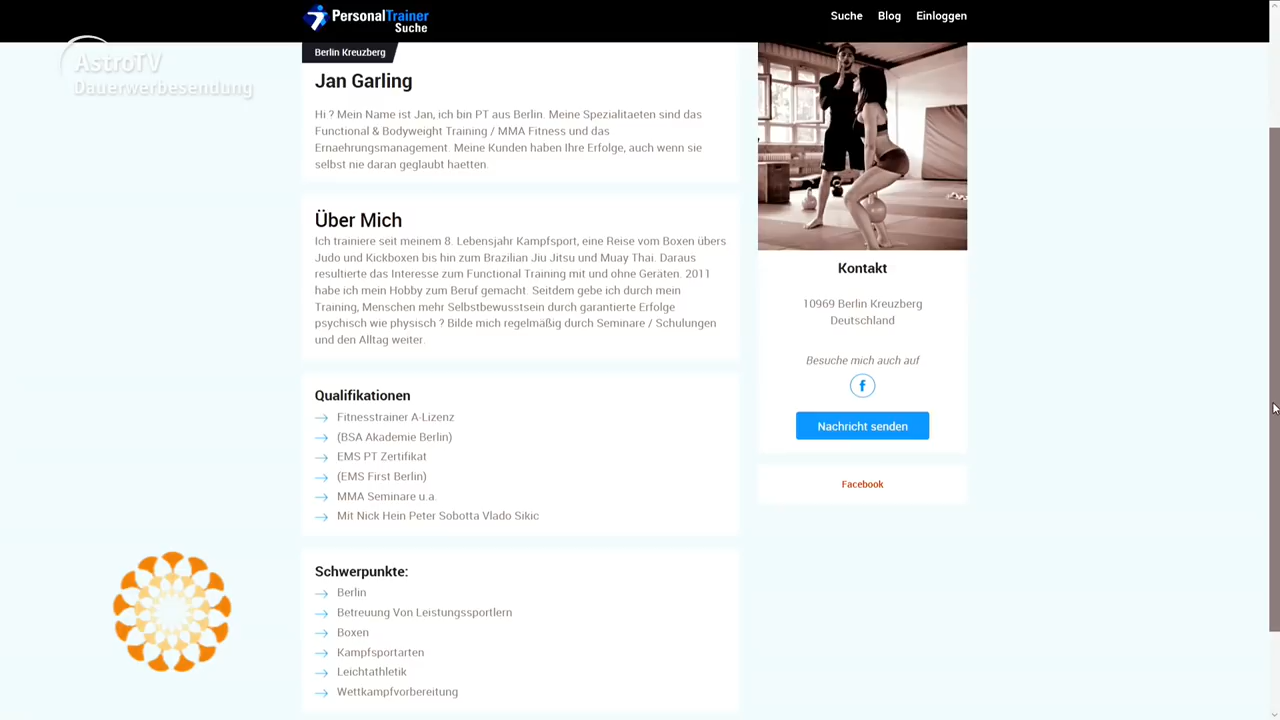 PersonalTrainer
Suche
Suche Blog Einloggen
AstroTV
Dauerwerbesendung
Berlin Kreuzberg
Jan Garling
Hi ? Mein Name ist Jan, ich bin PT aus Berlin. Meine Spezialitaeten sind das
Functional & Bodyweight Training / MMA Fitness und das
Ernaehrungsmanagement. Meine Kunden haben Ihre Erfolge, auch wenn sie
selbst nie daran geglaubt haetten.
Über Mich
Ich trainiere seit meinem 8. Lebensjahr Kampfsport, eine Reise vom Boxen übers
Judo und Kickboxen bis hin zum Brazilian Jiu Jitsu und Muay Thai. Daraus
resultierte das Interesse zum Functional Training mit und ohne Geräten. 2011
habe ich mein Hobby zum Beruf gemacht. Seitdem gebe ich durch mein
Training, Menschen mehr Selbstbewusstsein durch garantierte Erfolge
psychisch wie physisch ? Bilde mich regelmäßig durch Seminare / Schulungen
und den Alltag weiter.
Qualifikationen
Fitnesstrainer A-Lizenz
(BSA Akademie Berlin)
EMS PT Zertifikat
(EMS First Berlin)
MMA Seminare u.a.
Mit Nick Hein Peter Sobotta Vlado Sikic
Schwerpunkte:
Berlin
Betreuung Von Leistungssportlern
Boxen
Kampfsportarten
Leichtathletik
Wettkampfvorbereitung
Kontakt
10969 Berlin Kreuzberg
Deutschland
Besuche mich auch auf
f
Nachricht senden
Facebook